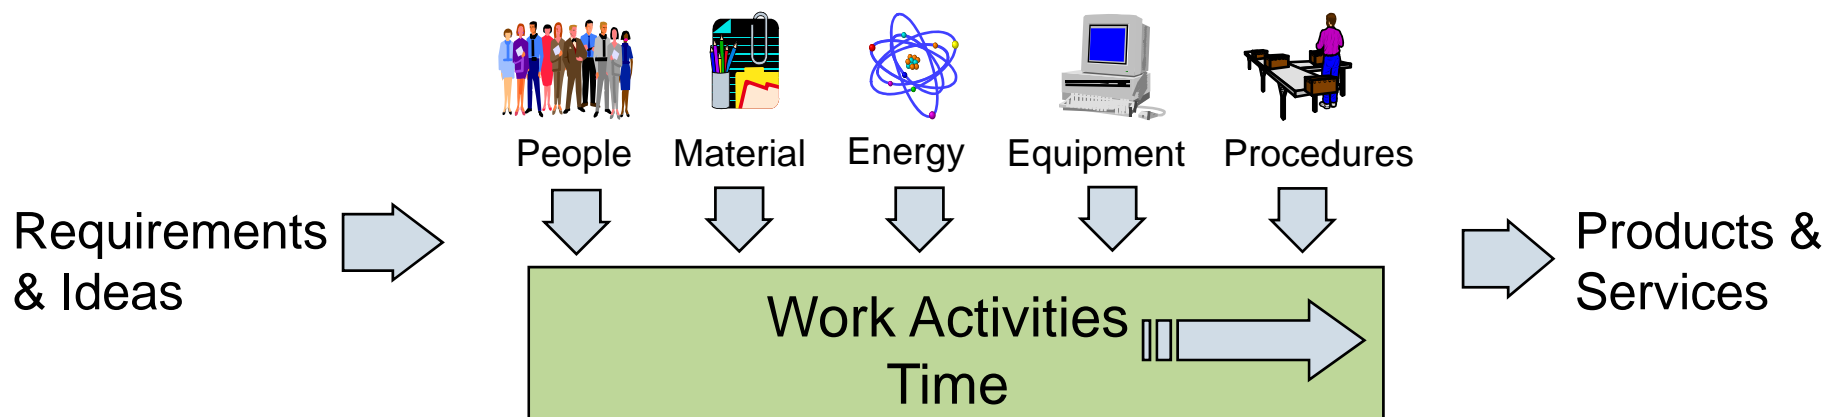 People
Material
Energy
Equipment
Procedures
Requirements
& Ideas
Work Activities
Time
Products &
Services